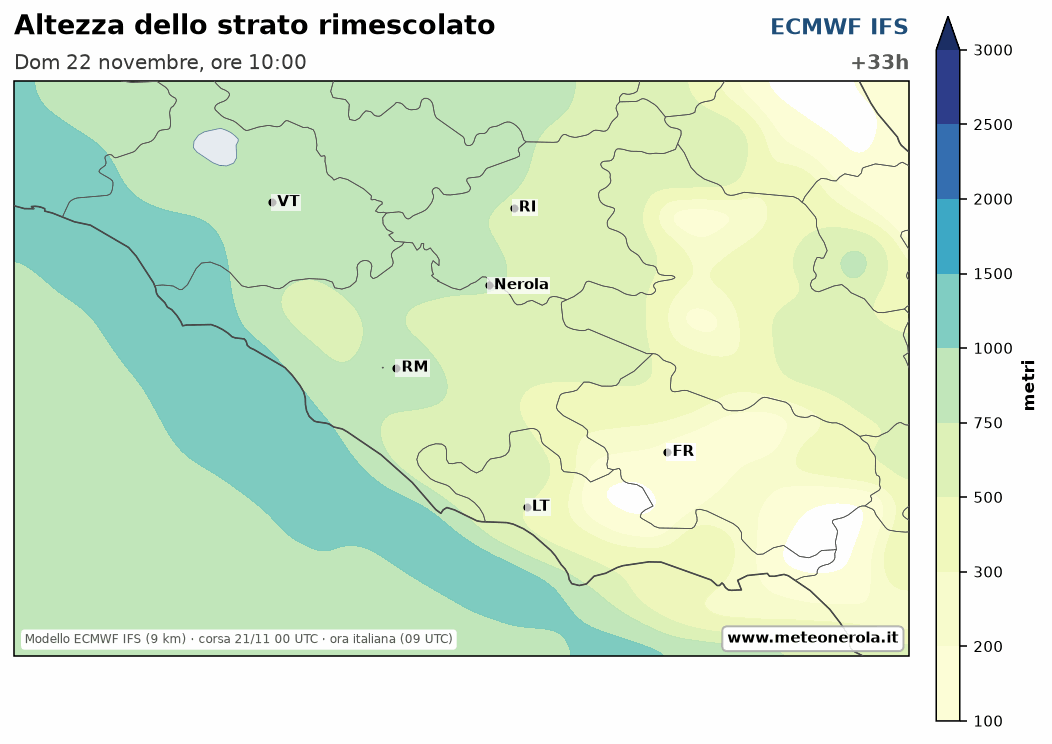 Altezza dello strato rimescolato
ECMWF IFS
Dom 22 novembre, ore 10:00
+33h
VT
RI
Nerola
RM
FR
LT
3000
2500
2000
1500
1000
750
500
300
200
100
metri
Modello ECMWF IFS (9 km) · corsa 21/11 00 UTC · ora italiana (09 UTC)
www.meteonerola.it